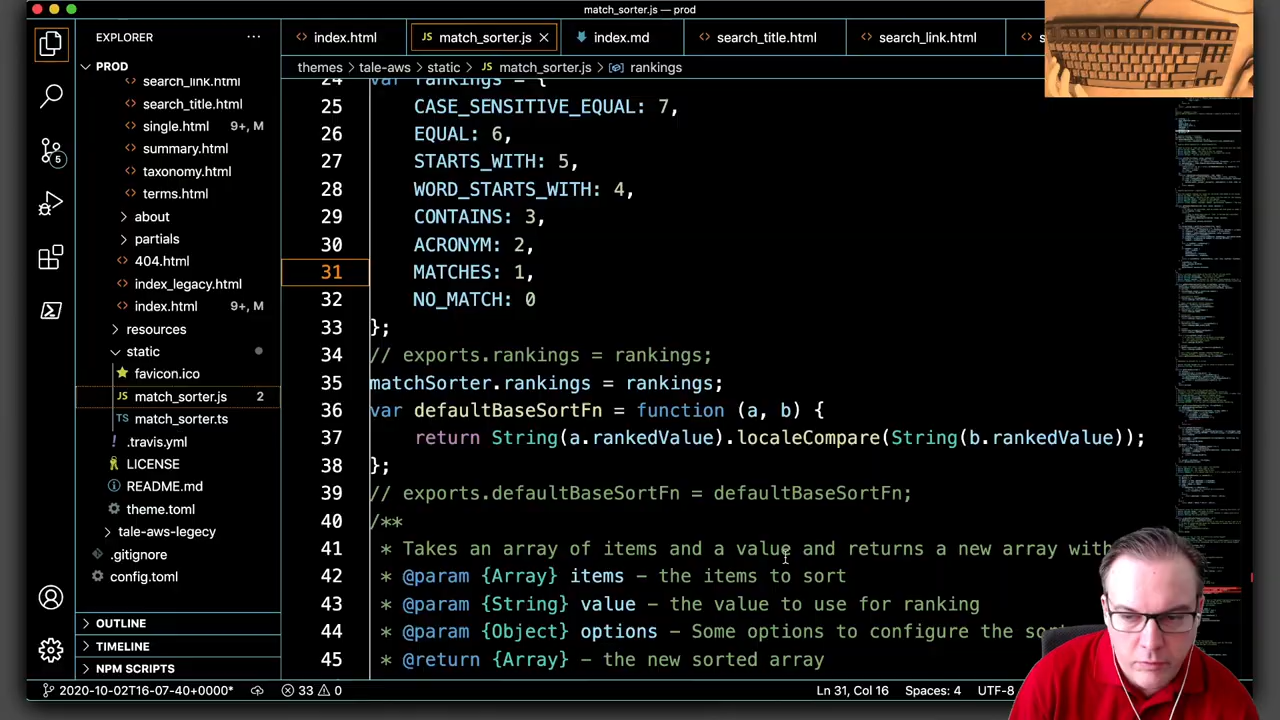 match_sorter.js — prod
EXPLORER
index.html
match_sorter.js
index.md
search_title.html
search_link.html
PROD
themes > tale-aws > static > match_sorter.js > rankings
search_link.html
search_title.html
single.html 9+, M
summary.html
terms.html
about
partials
404.html
index_legacy.html
index.html 9+, M
resources
static
favicon.ico
match_sorter.js 2
match_sorter.ts
.travis.yml
LICENSE
README.md
theme.toml
tale-aws-legecy
.gitignore
config.toml
OUTLINE
TIMELINE
NPM SCRIPTS
24 var rankings = {
25 CASE_SENSITIVE_EQUAL: 7,
26 EQUAL: 6,
27 STARTS_WITH: 5,
28 WORD_STARTS_WITH: 4,
29 CONTAINS: 3,
30 ACRONYM: 2,
31 MATCHES: 1,
32 NO_MATCH: 0
33 };
34 // exports.rankings = rankings;
35 matchSorter.rankings = rankings;
36 var defaultBaseSortFn = function (a, b) {
37 return String(a.rankedValue).localeCompare(String(b.rankedValue));
38 };
39 // exports.defaultBaseSortFn = defaultBaseSortFn;
40 /**
41 * Takes an array of items and a value and returns a new array with
42 * @param {Array} items - the items to sort
43 * @param {String} value - the value to use for ranking
44 * @param {Object} options - Some options to configure the
45 * @return {Array} - the new sorted array
5
2020-10-02T16-07-40+0000*
33 0
Ln 31, Col 16
Spaces: 4
UTF-8